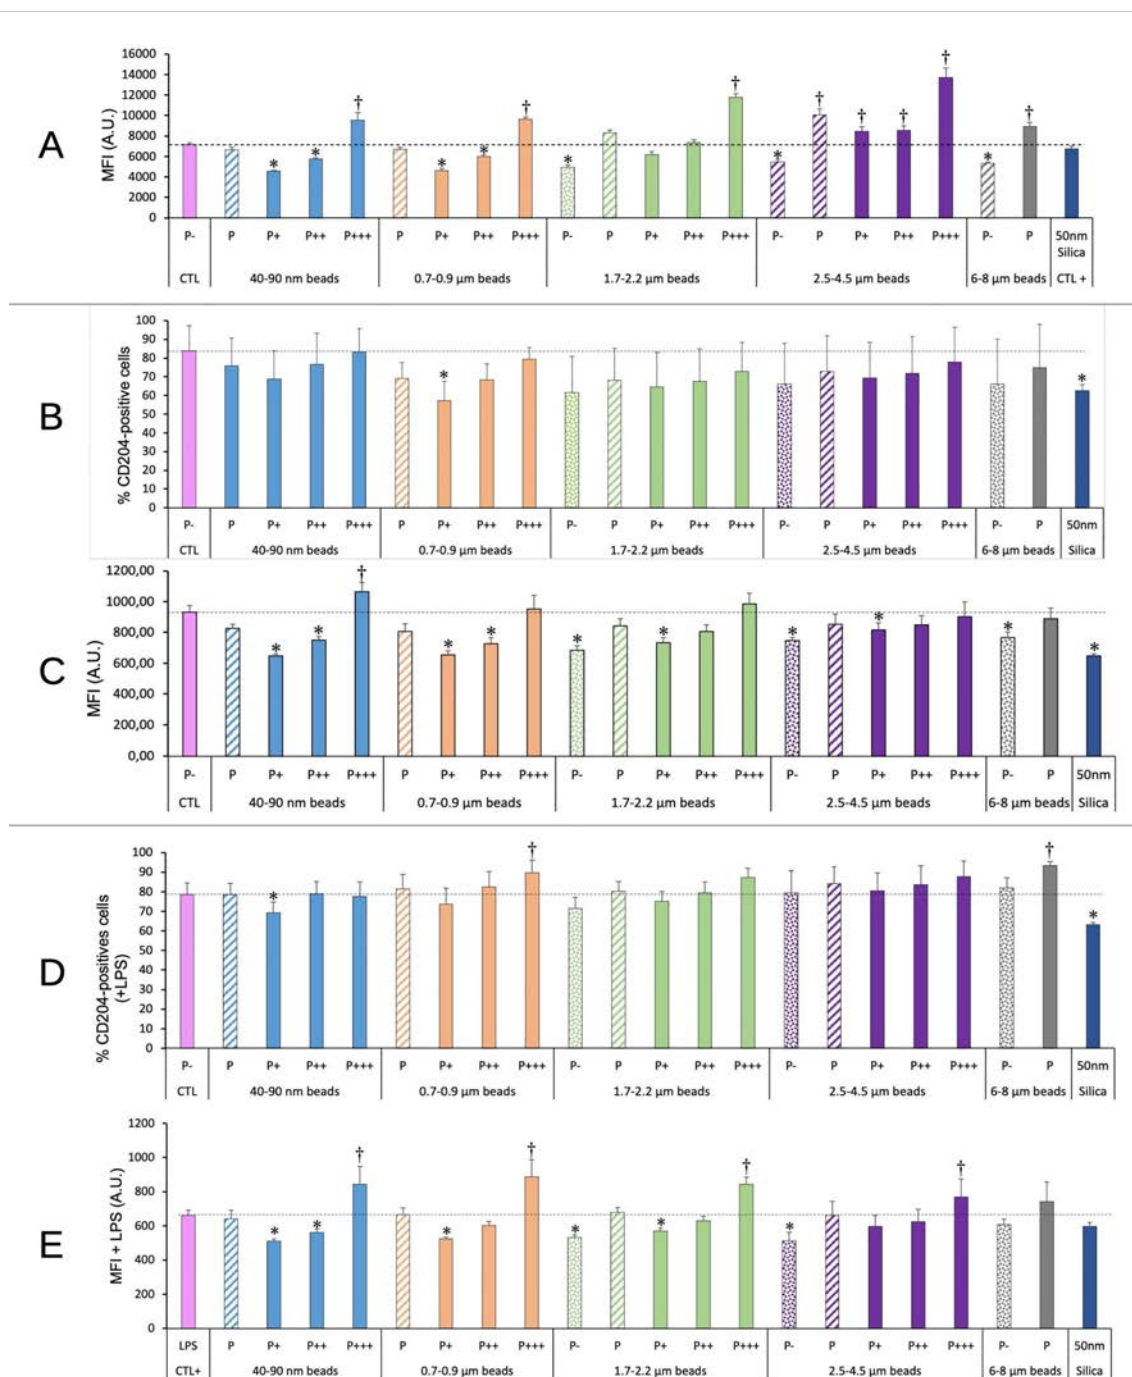 A
MFI (A.U.)
16000
14000
12000
10000
8000
6000
4000
2000
0
* * † * * † * † * † † † † * †
P- P P+ P++ P+++ P P+ P++ P+++ P- P P+ P++ P+++ P- P P+ P++ P+++ P- P 50nm
Silica
CTL 40-90 nm beads 0.7-0.9 µm beads 1.7-2.2 µm beads 2.5-4.5 µm beads 6-8 µm beads CTL +
B
% CD204-positive cells
100
90
80
70
60
50
40
30
20
10
0
* *
P- P P+ P++ P+++ P P+ P++ P+++ P- P P+ P++ P+++ P- P P+ P++ P+++ P- P 50nm
CTL 40-90 nm beads 0.7-0.9 µm beads 1.7-2.2 µm beads 2.5-4.5 µm beads 6-8 µm beads Silica
C
MFI (A.U.)
1200,00
1000,00
800,00
600,00
400,00
200,00
0,00
* * † * * * * * * * *
P- P P+ P++ P+++ P P+ P++ P+++ P- P P+ P++ P+++ P- P P+ P++ P+++ P- P 50nm
CTL 40-90 nm beads 0.7-0.9 µm beads 1.7-2.2 µm beads 2.5-4.5 µm beads 6-8 µm beads Silica
D
% CD204-positives cells
(+LPS)
100
90
80
70
60
50
40
30
20
10
0
* † † *
P- P P+ P++ P+++ P P+ P++ P+++ P- P P+ P++ P+++ P- P P+ P++ P+++ P- P 50nm
CTL 40-90 nm beads 0.7-0.9 µm beads 1.7-2.2 µm beads 2.5-4.5 µm beads 6-8 µm beads Silica
E
MFI + LPS (A.U.)
1200
1000
800
600
400
200
0
* * † * † * * † * †
LPS P P+ P++ P+++ P P+ P++ P+++ P- P P+ P++ P+++ P- P P+ P++ P+++ P- P 50nm
CTL+ 40-90 nm beads 0.7-0.9 µm beads 1.7-2.2 µm beads 2.5-4.5 µm beads 6-8 µm beads Silica